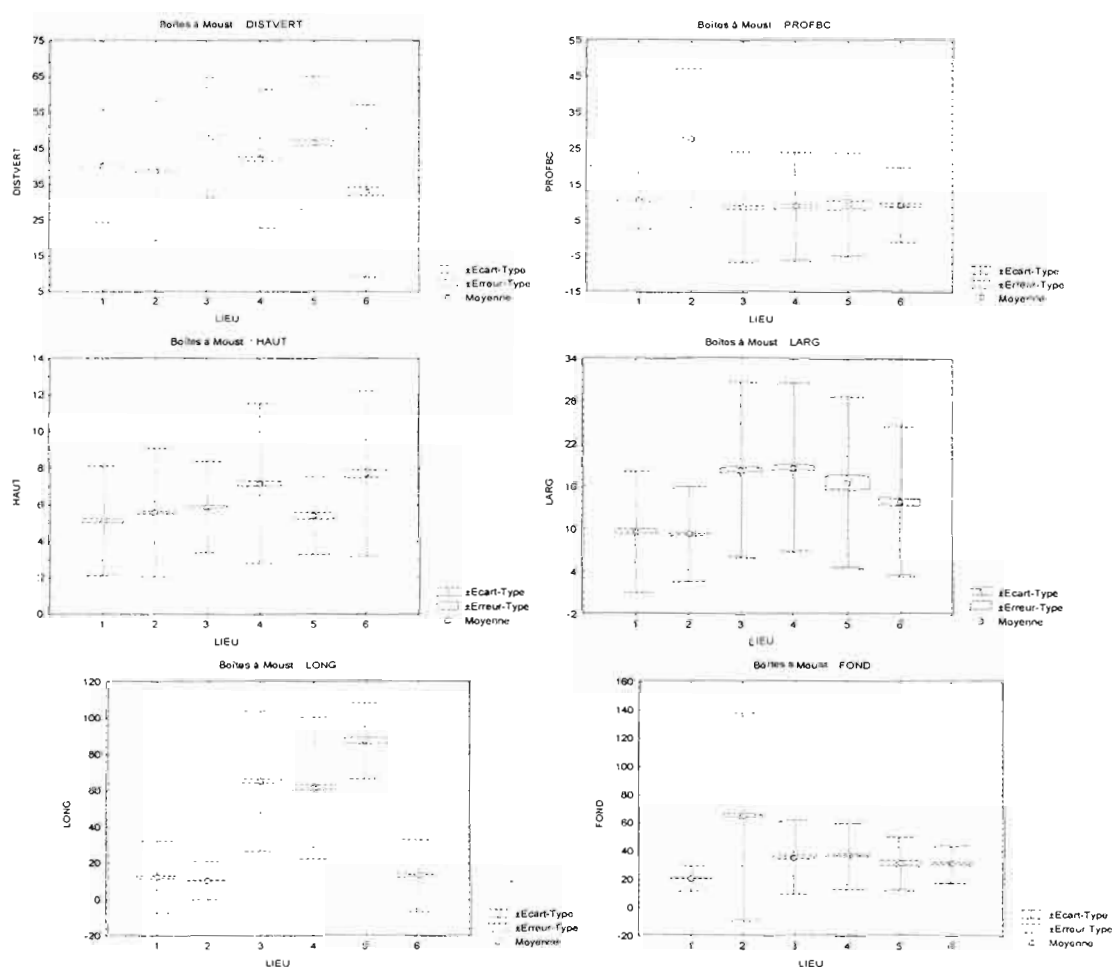 Boîtes à Moust DISTVERT
75
65
55
45
35
25
15
5
DISTVERT
1 2 3 4 5 6
LIEU
±Ecart-Type
±Erreur-Type
Moyenne
Boîtes à Moust PROFBC
55
45
35
25
15
5
-5
-15
PROFBC
1 2 3 4 5 6
LIEU
±Ecart-Type
±Erreur-Type
Moyenne
Boîtes à Moust HAUT
14
12
10
8
6
4
2
0
HAUT
1 2 3 4 5 6
LIEU
±Ecart-Type
±Erreur-Type
Moyenne
Boîtes à Moust LARG
34
28
22
16
10
4
-2
LARG
1 2 3 4 5 6
LIEU
±Ecart-Type
±Erreur-Type
Moyenne
Boîtes à Moust LONG
120
100
80
60
40
20
0
-20
LONG
1 2 3 4 5 6
LIEU
±Ecart-Type
±Erreur-Type
Moyenne
Boîtes à Moust FOND
160
140
120
100
80
60
40
20
0
-20
FOND
1 2 3 4 5 6
LIEU
±Ecart-Type
±Erreur-Type
Moyenne